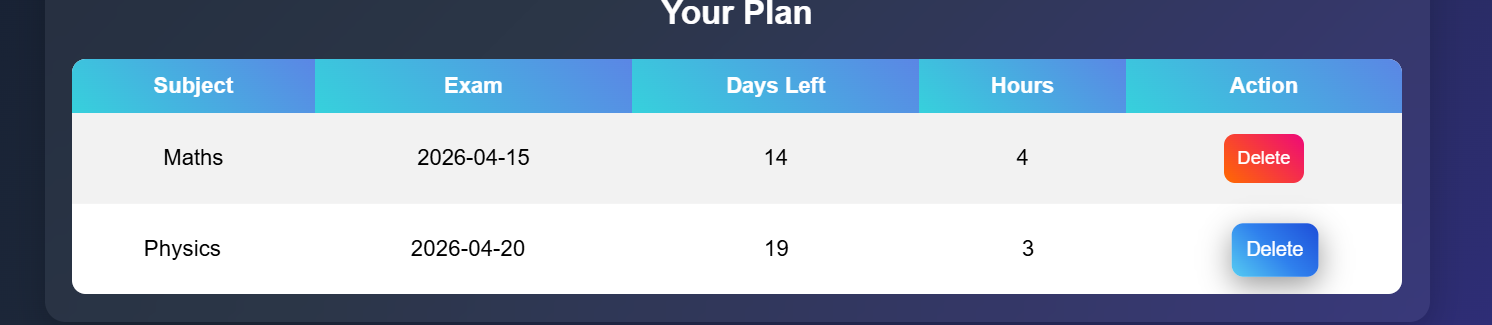 Your Plan
Subject Exam Days Left Hours Action
Maths 2026-04-15 14 4 Delete
Physics 2026-04-20 19 3 Delete